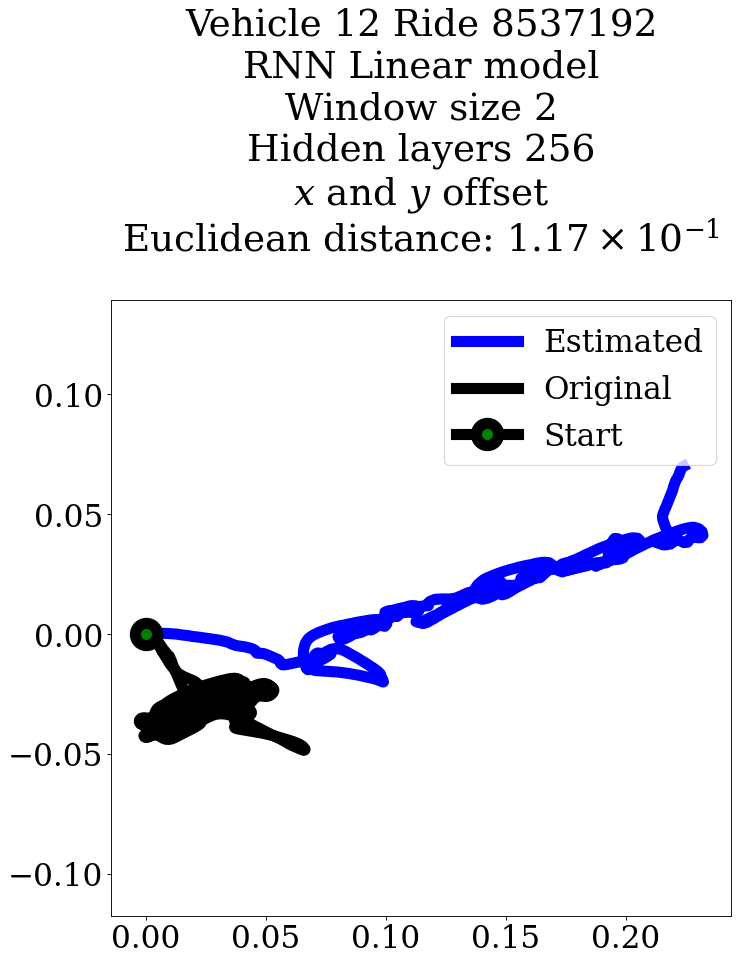 Vehicle 12 Ride 8537192
RNN Linear model
Window size 2
Hidden layers 256
x and y offset
Euclidean distance: 1.17 × 10⁻¹
Estimated
Original
Start
0.10
0.05
0.00
−0.05
−0.10
0.00 0.05 0.10 0.15 0.20